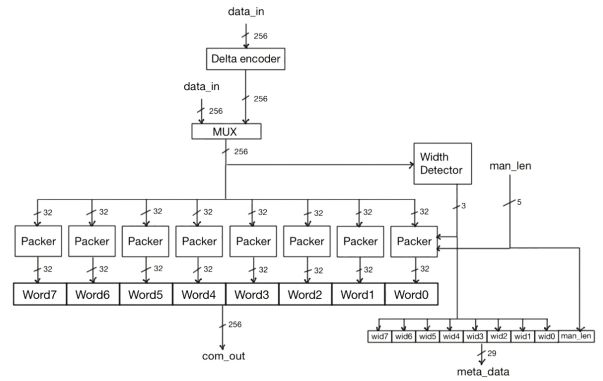 data_in
256
Delta encoder
data_in
256
256
MUX
256
Width
Detector
man_len
3
5
32 32 32 32 32 32 32 32
Packer Packer Packer Packer Packer Packer Packer Packer
32 32 32 32 32 32 32 32
Word7 Word6 Word5 Word4 Word3 Word2 Word1 Word0
256
com_out
wid7 wid6 wid5 wid4 wid3 wid2 wid1 wid0 man_len
29
meta_data